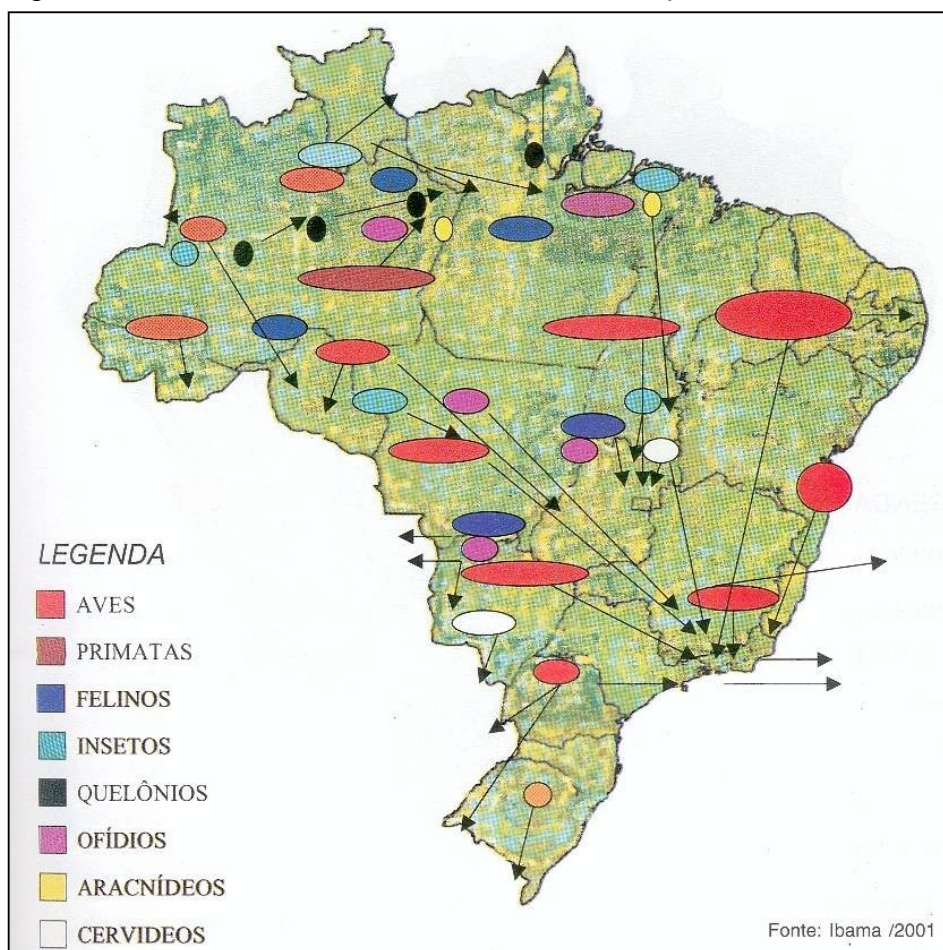 LEGENDA
AVES
PRIMATAS
FELINOS
INSETOS
QUELÔNIOS
OFÍDIOS
ARACNÍDEOS
CERVIDEOS
Fonte: Ibama /2001